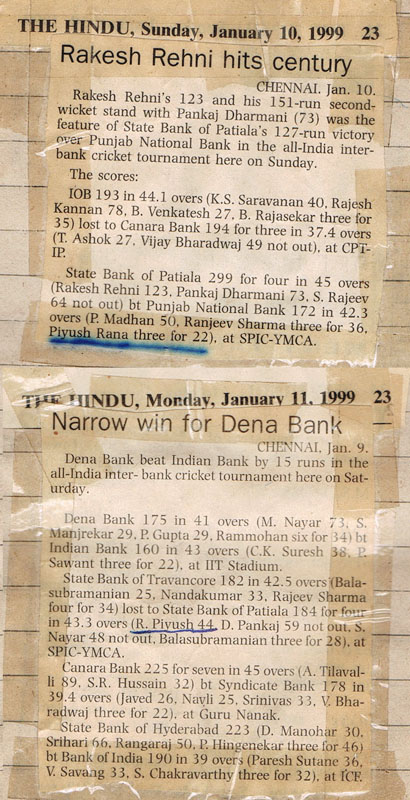 THE HINDU, Sunday, January 10, 1999 23
Rakesh Rehni hits century
CHENNAI, Jan. 10.
Rakesh Rehni's 123 and his 151-run second-
wicket stand with Pankaj Dharmani (73) was the
feature of State Bank of Patiala's 127-run victory
over Punjab National Bank in the all-India inter-
bank cricket tournament here on Sunday.
The scores:
IOB 193 in 44.1 overs (K.S. Saravanan 40, Rajesh
Kannan 78, B. Venkatesh 27, B. Rajasekar three for
35) lost to Canara Bank 194 for three in 37.4 overs
(T. Ashok 27, Vijay Bharadwaj 49 not out), at CPT-
IP.
State Bank of Patiala 299 for four in 45 overs
(Rakesh Rehni 123, Pankaj Dharmani 73, S. Rajeev
64 not out) bt Punjab National Bank 172 in 42.3
overs (P. Madhan 50, Ranjeev Sharma three for 36,
Piyush Rana three for 22), at SPIC-YMCA.
THE HINDU, Monday, January 11, 1999 23
Narrow win for Dena Bank
CHENNAI, Jan. 9.
Dena Bank beat Indian Bank by 15 runs in the
all-India inter- bank cricket tournament here on Sat-
urday.
Dena Bank 175 in 41 overs (M. Nayar 73, S.
Manjrekar 29, P. Gupta 29, Rammohan six for 34) bt
Indian Bank 160 in 43 overs (C.K. Suresh 38, P.
Sawant three for 22), at IIT Stadium.
State Bank of Travancore 182 in 42.5 overs (Bala-
subramanian 25, Nandakumar 33, Rajeev Sharma
four for 34) lost to State Bank of Patiala 184 for four
in 43.3 overs (R. Piyush 44, D. Pankaj 59 not out, S.
Nayar 48 not out, Balasubramanian three for 28), at
SPIC-YMCA.
Canara Bank 225 for seven in 45 overs (A. Tilaval-
li 89, S.R. Hussain 32) bt Syndicate Bank 178 in
39.4 overs (Javed 26, Nayli 25, Srinivas 33, V. Bha-
radwaj three for 22), at Guru Nanak.
State Bank of Hyderabad 223 (D. Manohar 30,
Srihari 66, Rangaraj 50, P. Hingenekar three for 46)
bt Bank of India 190 in 39 overs (Paresh Sutane 36,
V. Savang 33, S. Chakravarthy three for 32), at ICF.